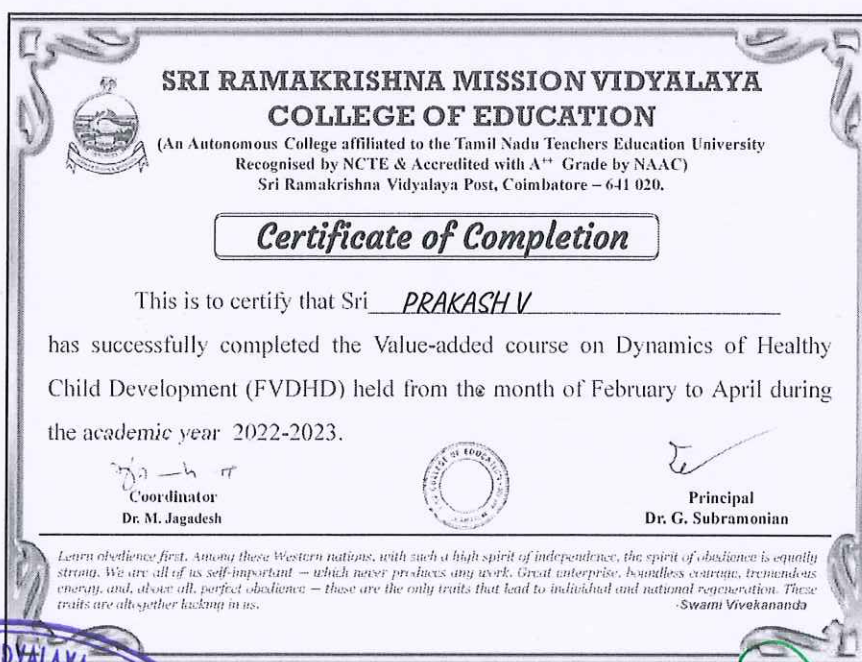 SRI RAMAKRISHNA MISSION VIDYALAYA
COLLEGE OF EDUCATION
(An Autonomous College affiliated to the Tamil Nadu Teachers Education University
Recognised by NCTE & Accredited with A++ Grade by NAAC)
Sri Ramakrishna Vidyalaya Post, Coimbatore – 641 020.
Certificate of Completion
This is to certify that Sri PRAKASH V
has successfully completed the Value-added course on Dynamics of Healthy
Child Development (FVDHD) held from the month of February to April during
the academic year 2022-2023.
COLLEGE OF EDUCATION
Coordinator
Dr. M. Jagadesh
Principal
Dr. G. Subramonian
Learn obedience first. Among these Western nations, with such a high spirit of independence, the spirit of obedience is equally
strong. We are all of us self-important – which never produces any work. Great enterprise, boundless courage, tremendous
energy, and, above all, perfect obedience – these are the only traits that lead to individual and national regeneration. These
traits are altogether lacking in us.
-Swami Vivekananda